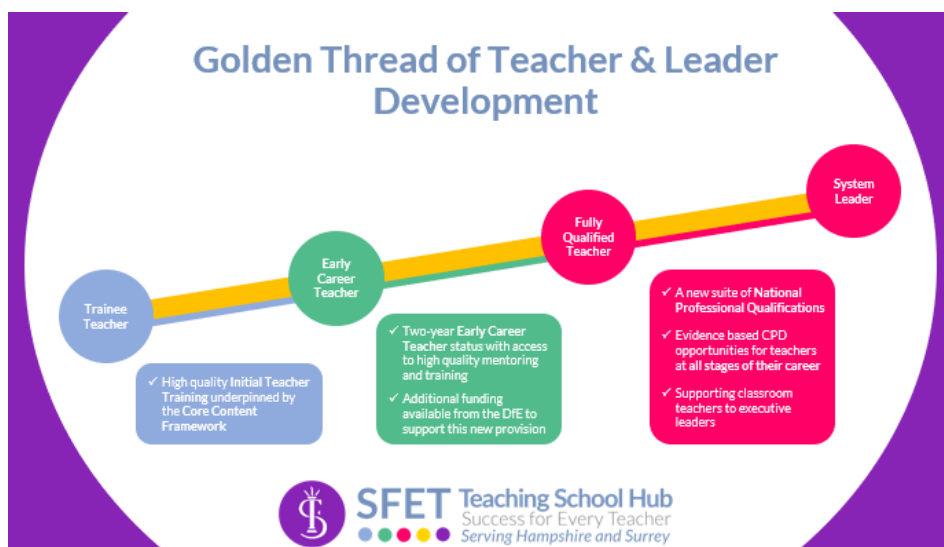 Golden Thread of Teacher & Leader
Development
System
Leader
Fully
Qualified
Teacher
Early
Career
Teacher
Trainee
Teacher
✓ High quality Initial Teacher
Training underpinned by
the Core Content
Framework
✓ Two-year Early Career
Teacher status with access
to high quality mentoring
and training
✓ Additional funding
available from the DfE to
support this new provision
✓ A new suite of National
Professional Qualifications
✓ Evidence based CPD
opportunities for teachers
at all stages of their career
✓ Supporting classroom
teachers to executive
leaders
SFET Teaching School Hub
Success for Every Teacher
Serving Hampshire and Surrey